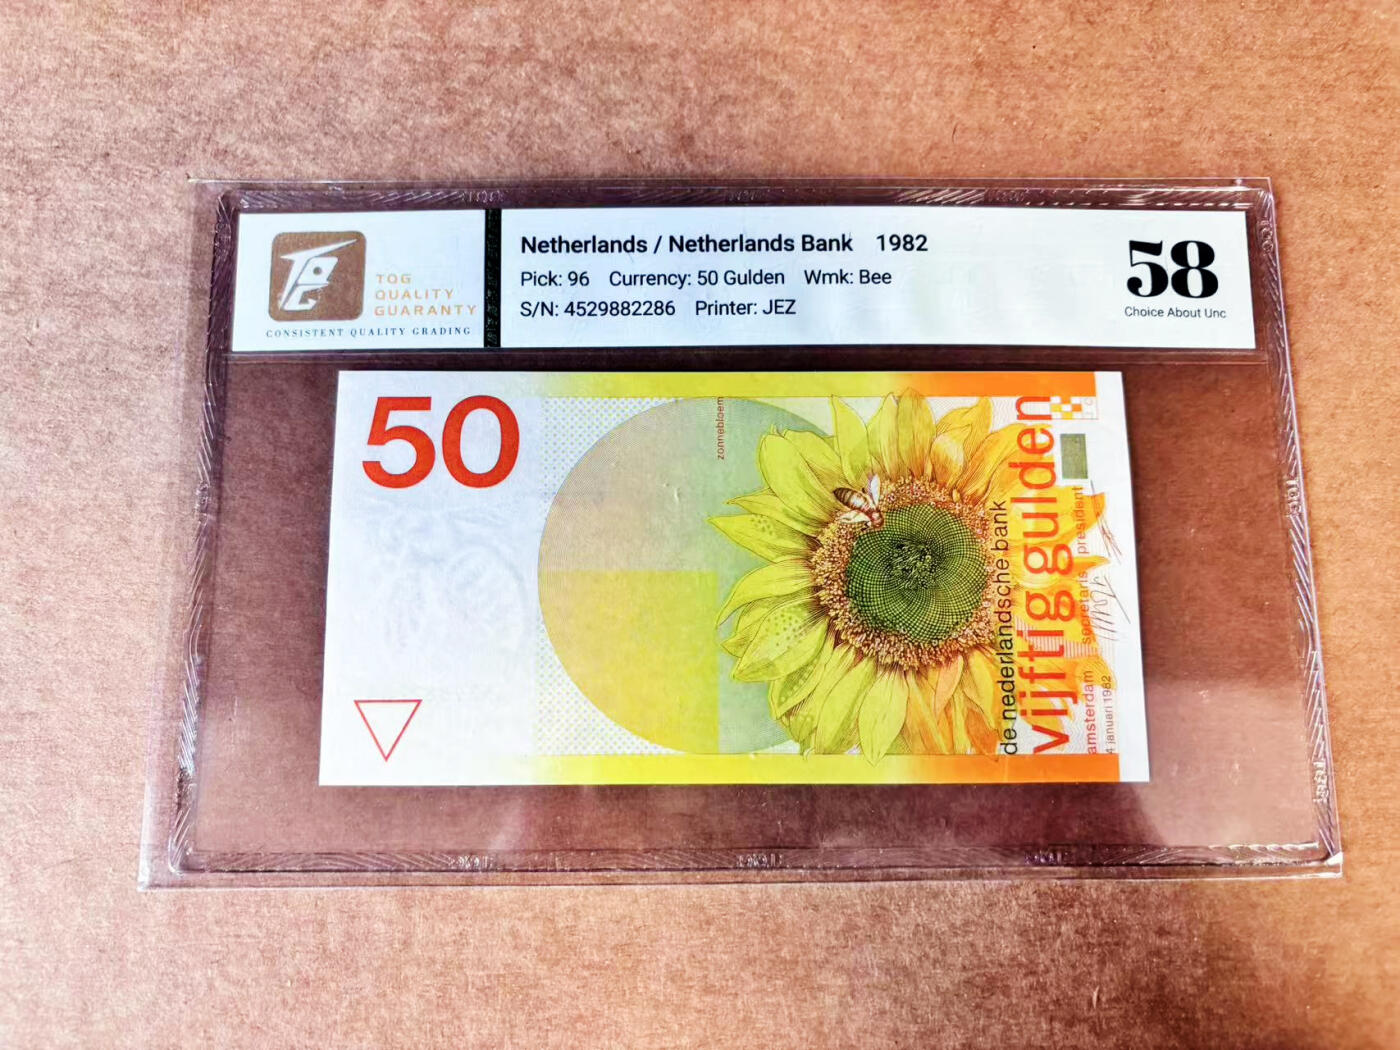 TQG
QUALITY
GUARANTY
CONSISTENT QUALITY GRADING
Netherlands / Netherlands Bank 1982
Pick: 96 Currency: 50 Gulden Wmk: Bee
S/N: 4529882286 Printer: JEZ
58
Choice About Unc
50
zonnebloem
de nederlandsche bank
vijftig gulden
amsterdam secretaris president
4 januari 1982